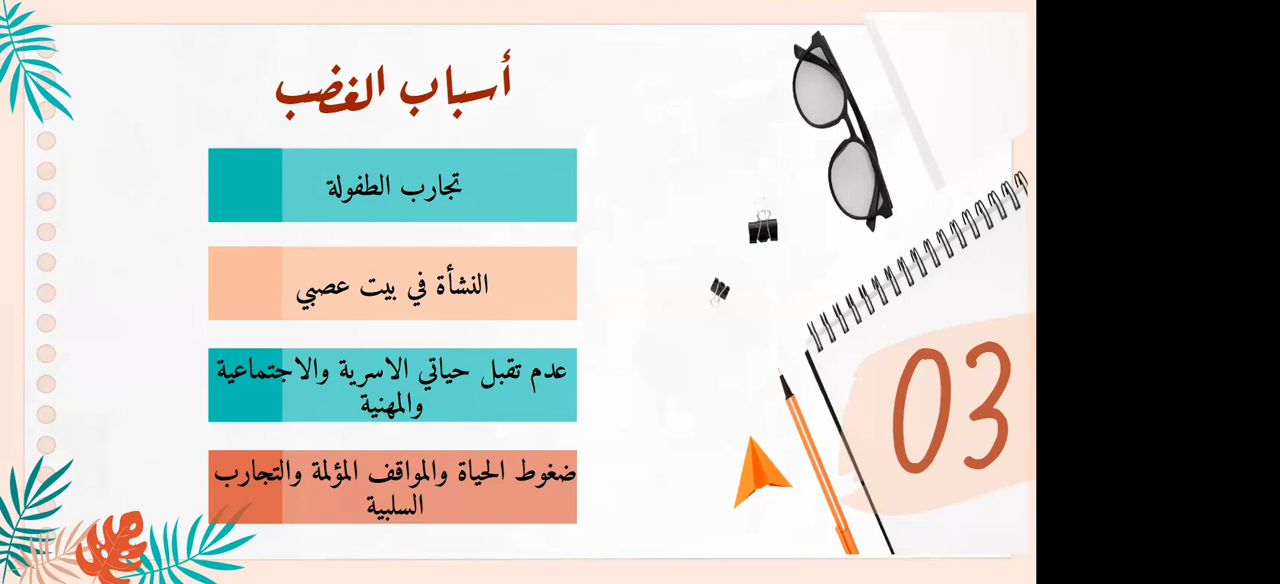 أسباب الغضب
تجارب الطفولة
النشأة في بيت عصبي
عدم تقبل حياتي الاسرية والاجتماعية
والمهنية
ضغوط الحياة والمواقف المؤلمة والتجارب
السلبية
03